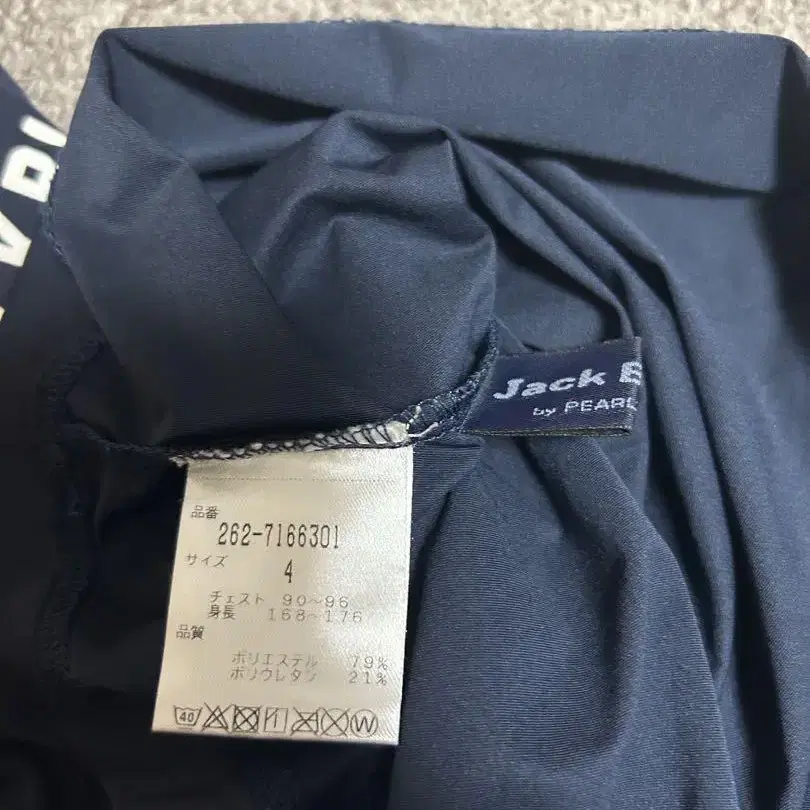 Jack B
by PEARL
品番
262-7166301
サイズ
4
チェスト 90~96
身長 168~176
品質
ポリエステル 79%
ポリウレタン 21%
40
W